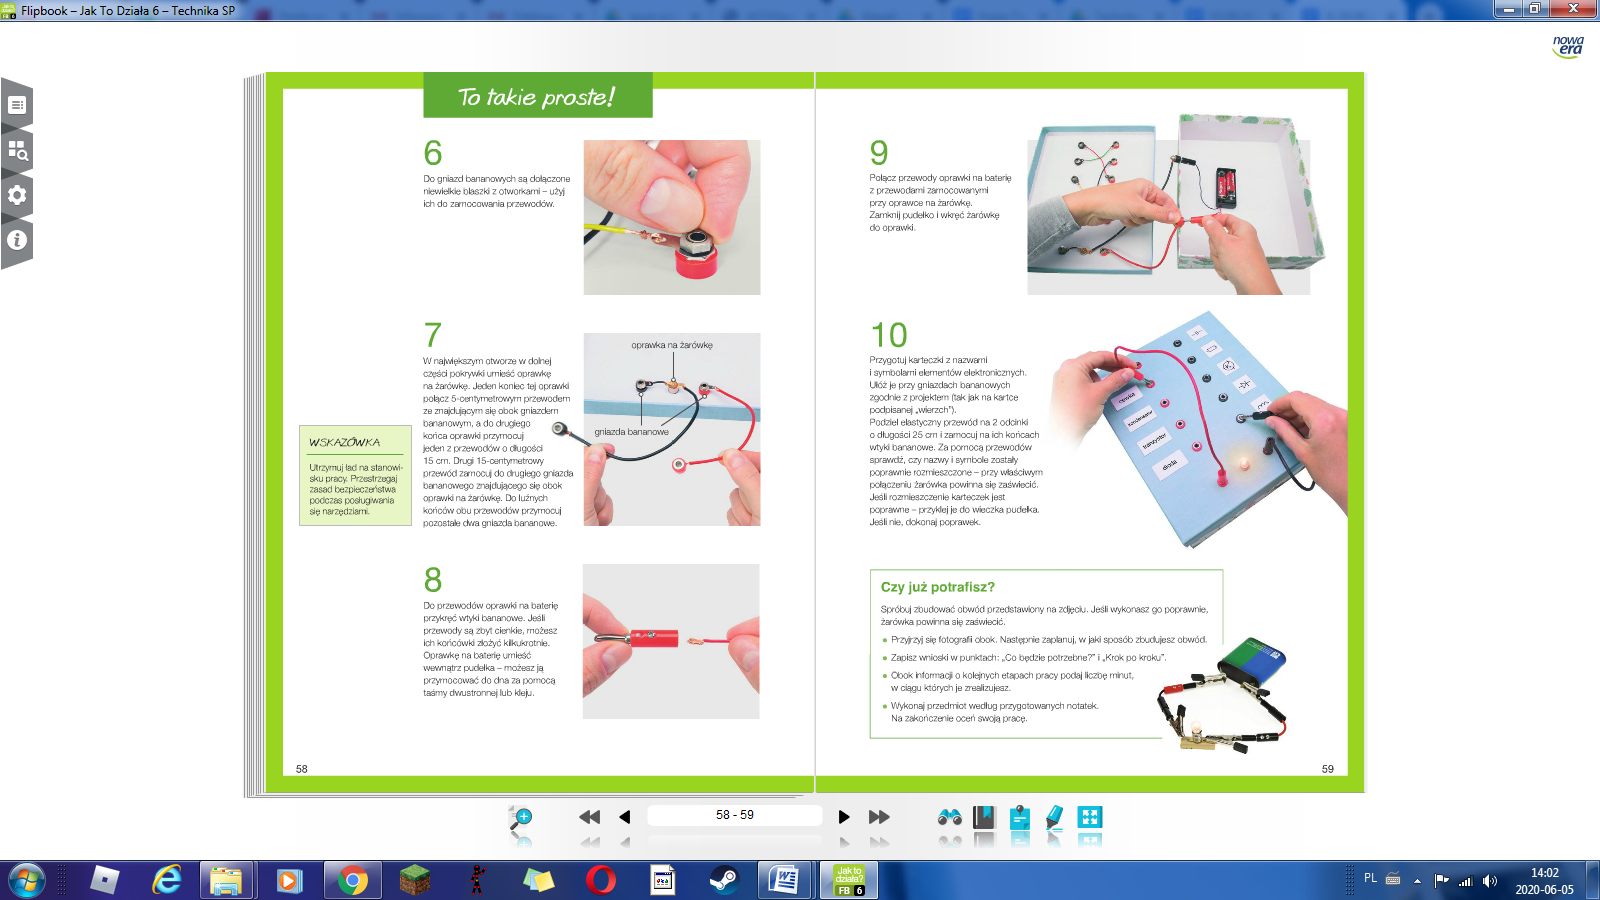 Flipbook – Jak To Działa 6 – Technika SP
nowa
era
To takie proste!
6
Do gniazd bananowych są dołączone
niewielkie blaszki z otworkami – użyj
ich do zamocowania przewodów.
7
W największym otworze w dolnej
części pokrywki umieść oprawkę
na żarówkę. Jeden koniec tej oprawki
połącz 5-centymetrowym przewodem
ze znajdującym się obok gniazdem
bananowym, a do drugiego
końca oprawki przymocuj
jeden z przewodów o długości
15 cm. Drugi 15-centymetrowy
przewód zamocuj do drugiego gniazda
bananowego znajdującego się obok
oprawki na żarówkę. Do luźnych
końców obu przewodów przymocuj
pozostałe dwa gniazda bananowe.
oprawka na żarówkę
gniazda bananowe
WSKAZÓWKA
Utrzymuj ład na stanowi-
sku pracy. Przestrzegaj
zasad bezpieczeństwa
podczas posługiwania
się narzędziami.
8
Do przewodów oprawki na baterię
przykręć wtyki bananowe. Jeśli
przewody są zbyt cienkie, możesz
ich końcówki złożyć kilkukrotnie.
Oprawkę na baterię umieść
wewnątrz pudełka – możesz ją
przymocować do dna za pomocą
taśmy dwustronnej lub kleju.
58
9
Połącz przewody oprawki na baterię
z przewodami zamocowanymi
przy oprawce na żarówkę.
Zamknij pudełko i wkręć żarówkę
do oprawki.
10
Przygotuj karteczki z nazwami
i symbolami elementów elektronicznych.
Ułóż je przy gniazdach bananowych
zgodnie z projektem (tak jak na kartce
podpisanej „wierzch”).
Podziel elastyczny przewód na 2 odcinki
o długości 25 cm i zamocuj na ich końcach
wtyki bananowe. Za pomocą przewodów
sprawdź, czy nazwy i symbole zostały
poprawnie rozmieszczone – przy właściwym
połączeniu żarówka powinna się zaświecić.
Jeśli rozmieszczenie karteczek jest
poprawne – przyklej je do wieczka pudełka.
Jeśli nie, dokonaj poprawek.
kondensator
tranzystor
dioda
Czy już potrafisz?
Spróbuj zbudować obwód przedstawiony na zdjęciu. Jeśli wykonasz go poprawnie,
żarówka powinna się zaświecić.
• Przyjrzyj się fotografii obok. Następnie zaplanuj, w jaki sposób zbudujesz obwód.
• Zapisz wnioski w punktach: „Co będzie potrzebne?” i „Krok po kroku”.
• Obok informacji o kolejnych etapach pracy podaj liczbę minut,
w ciągu których je zrealizujesz.
• Wykonaj przedmiot według przygotowanych notatek.
Na zakończenie oceń swoją pracę.
59
58 - 59
Jak to
działa?
FB 6
PL
14:02
2020-06-05